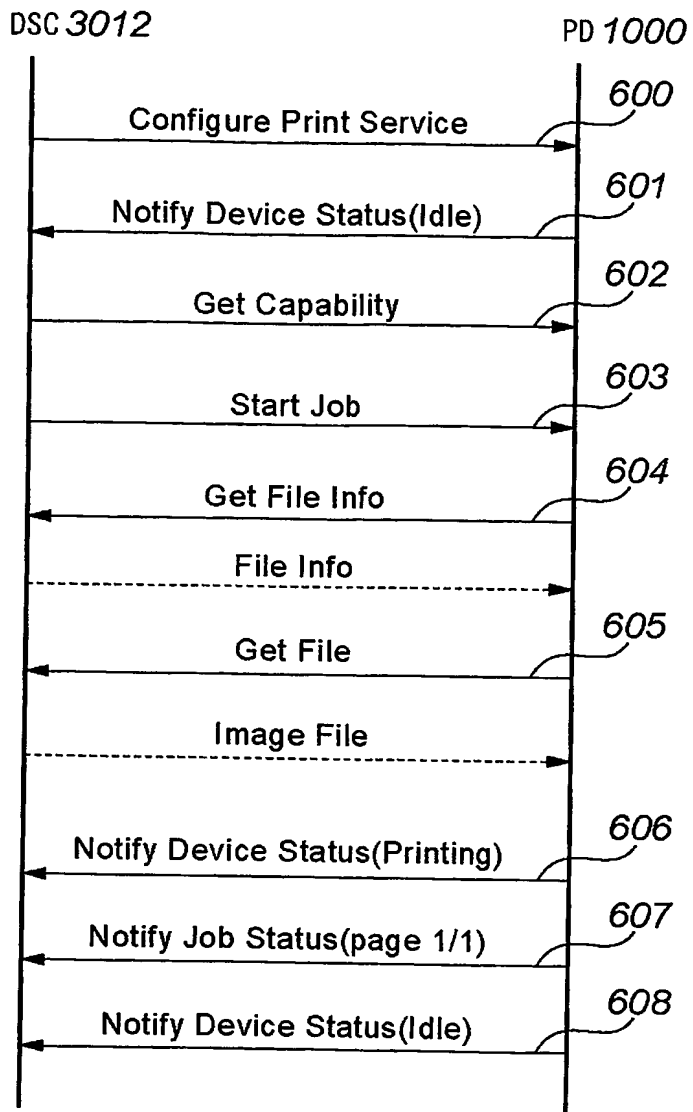 DSC 3012
PD 1000
600
Configure Print Service
601
Notify Device Status(Idle)
602
Get Capability
603
Start Job
604
Get File Info
File Info
605
Get File
Image File
606
Notify Device Status(Printing)
607
Notify Job Status(page 1/1)
608
Notify Device Status(Idle)